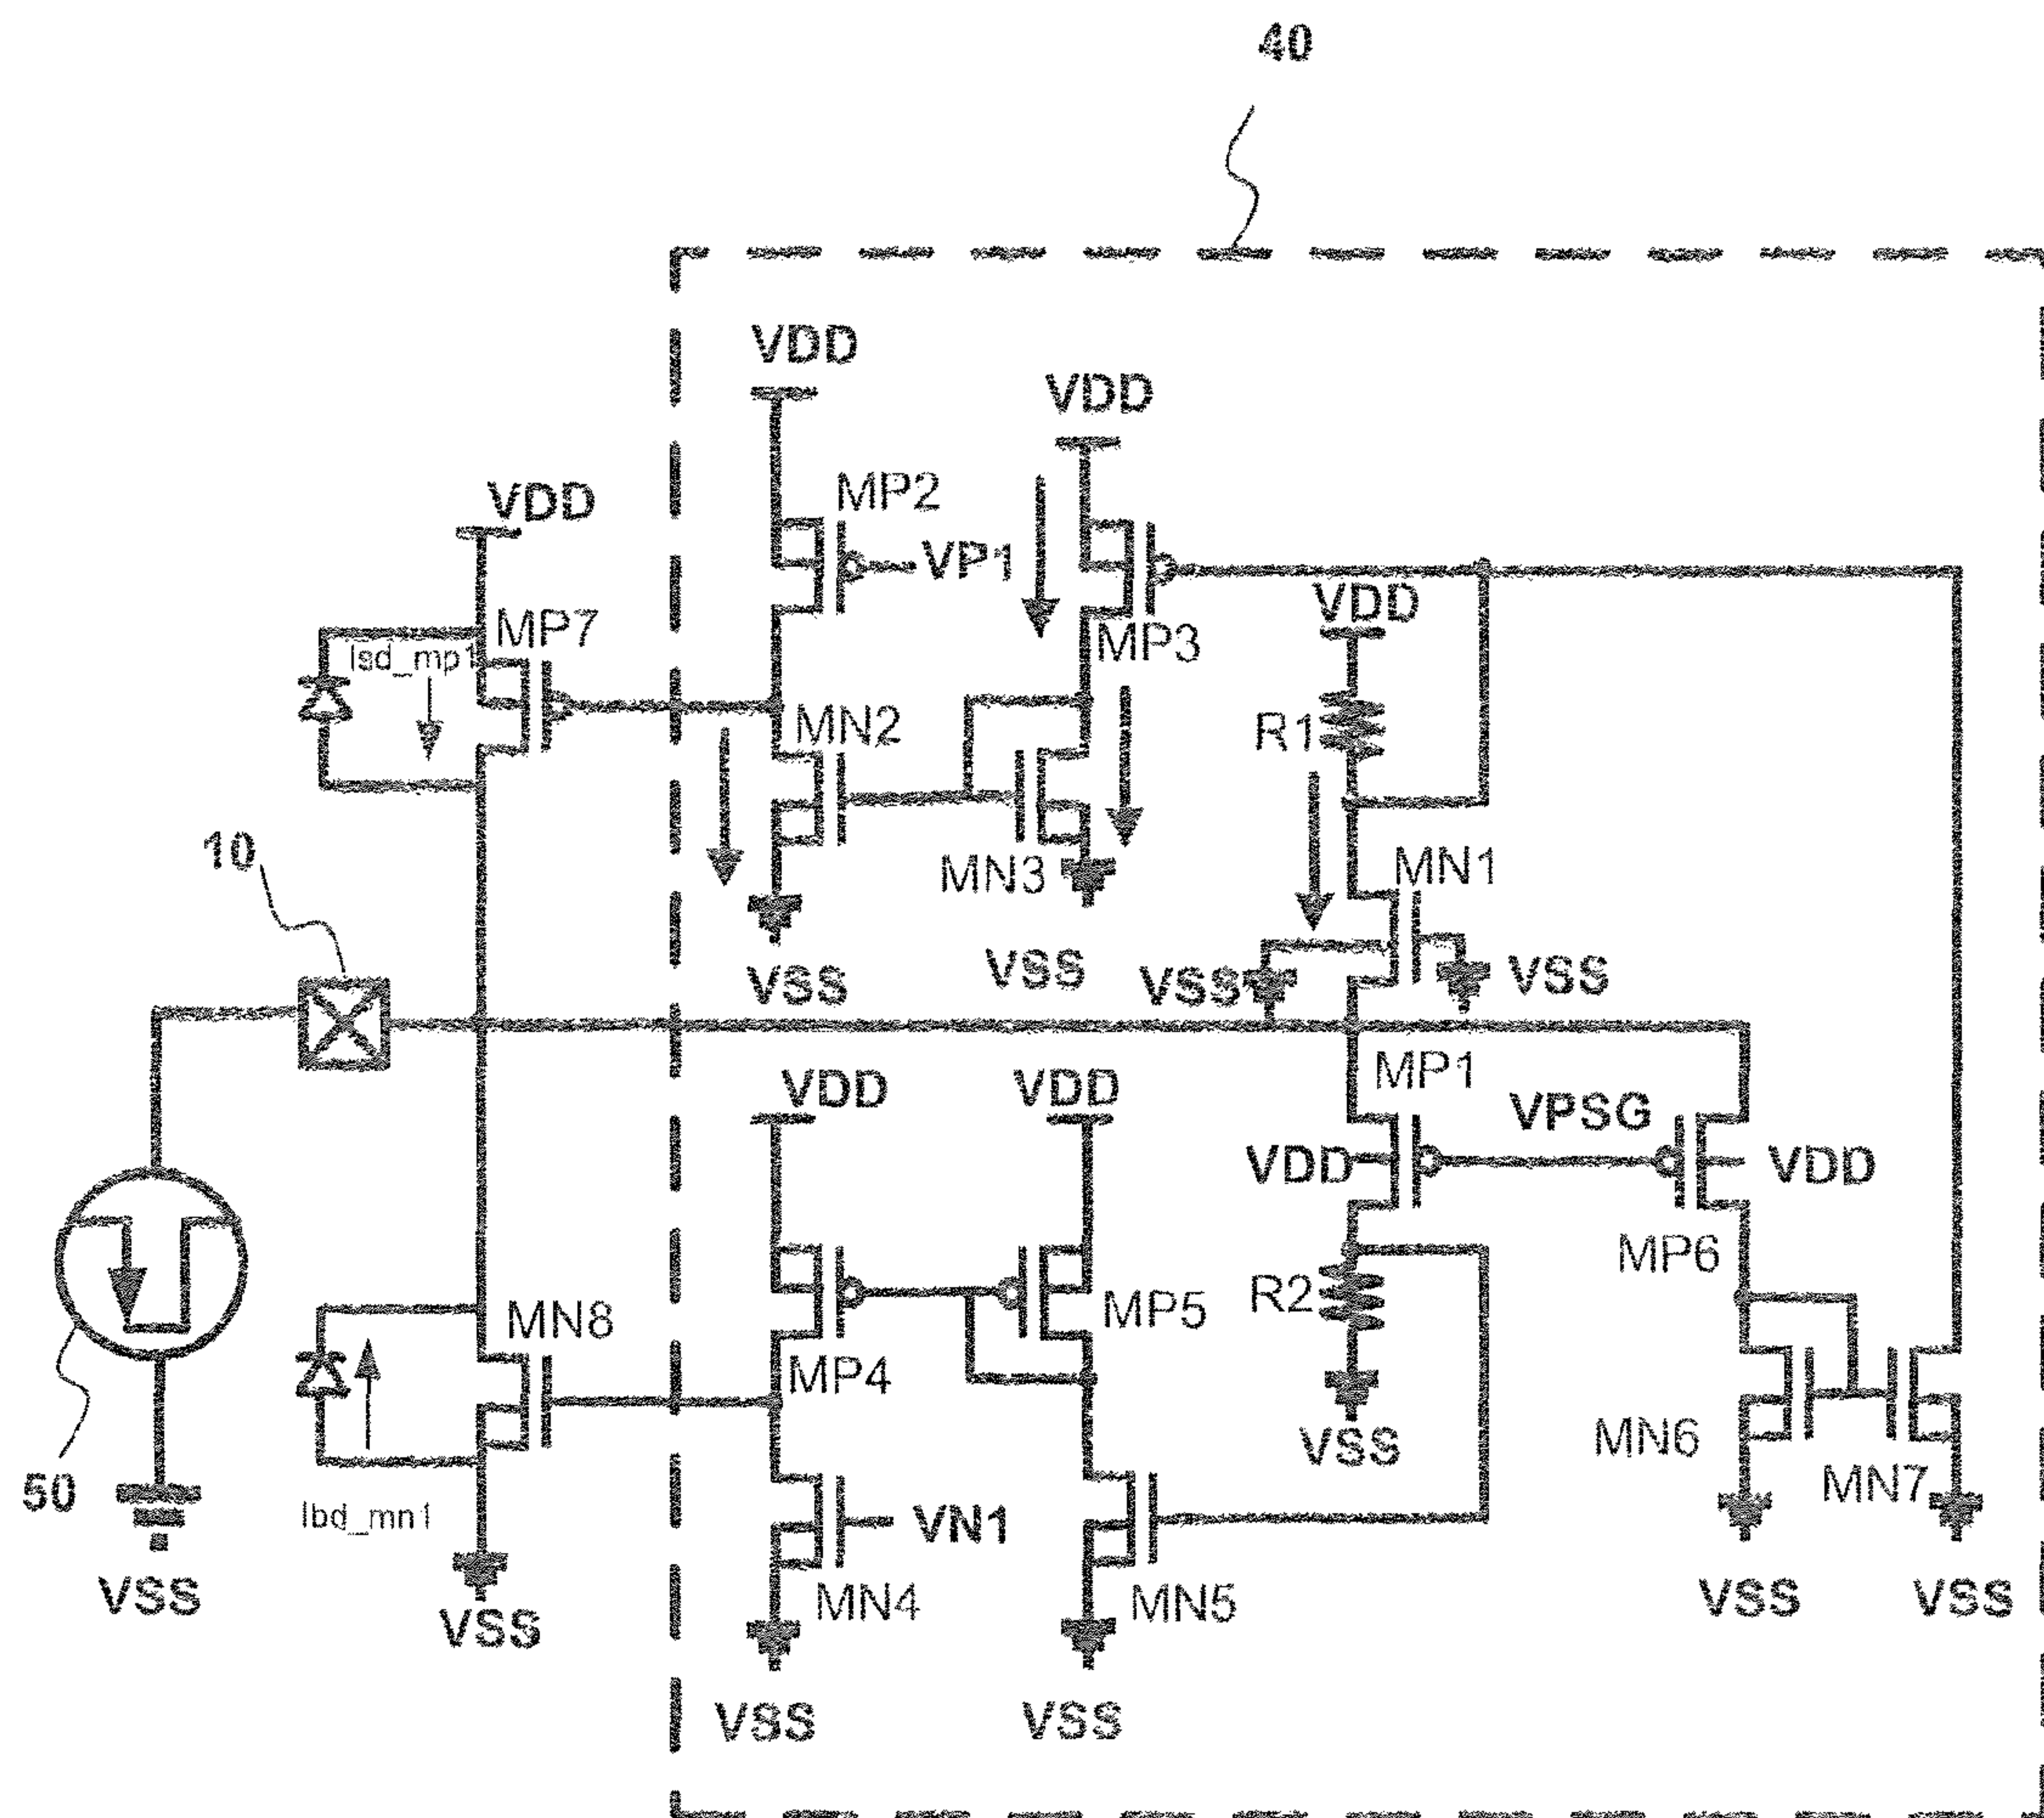 40
VDD
VDD
VDD
MP2
VP1
VDD
MP7
Isd_mp1
MP3
MN2
R1
10
MN3
MN1
VSS
VSS
VSS
VSS
MP1
VDD
VDD
VPSG
VDD
VDD
MP6
R2
MP5
MN8
MP4
VSS
MN6
MN7
50
Ibd_mn1
VN1
VSS
VSS
MN4
MN5
VSS
VSS
VSS
VSS